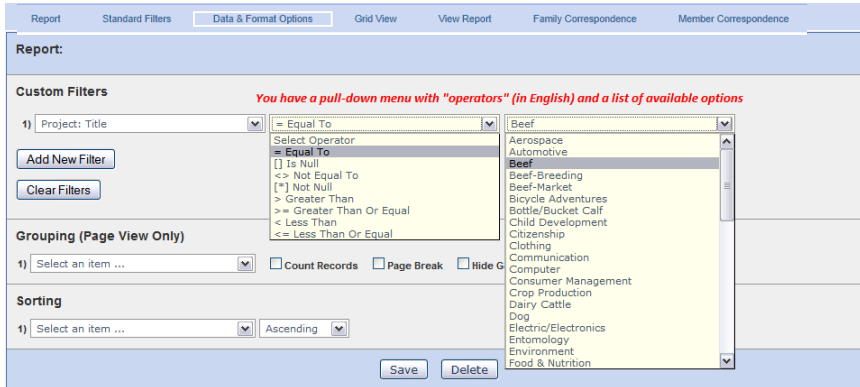 Report Standard Filters Data & Format Options Grid View View Report Family Correspondence Member Correspondence
Report:
Custom Filters
You have a pull-down menu with "operators" (in English) and a list of available options
1) Project: Title = Equal To Beef
Select Operator
= Equal To
[] Is Null
<> Not Equal To
[*] Not Null
> Greater Than
>= Greater Than Or Equal
< Less Than
<= Less Than Or Equal
Aerospace
Automotive
Beef
Beef-Breeding
Beef-Market
Bicycle Adventures
Bottle/Bucket Calf
Child Development
Citizenship
Clothing
Communication
Computer
Consumer Management
Crop Production
Dairy Cattle
Dog
Electric/Electronics
Entomology
Environment
Food & Nutrition
Add New Filter
Clear Filters
Grouping (Page View Only)
1) Select an item ... Count Records Page Break Hide G
Sorting
1) Select an item ... Ascending
Save Delete